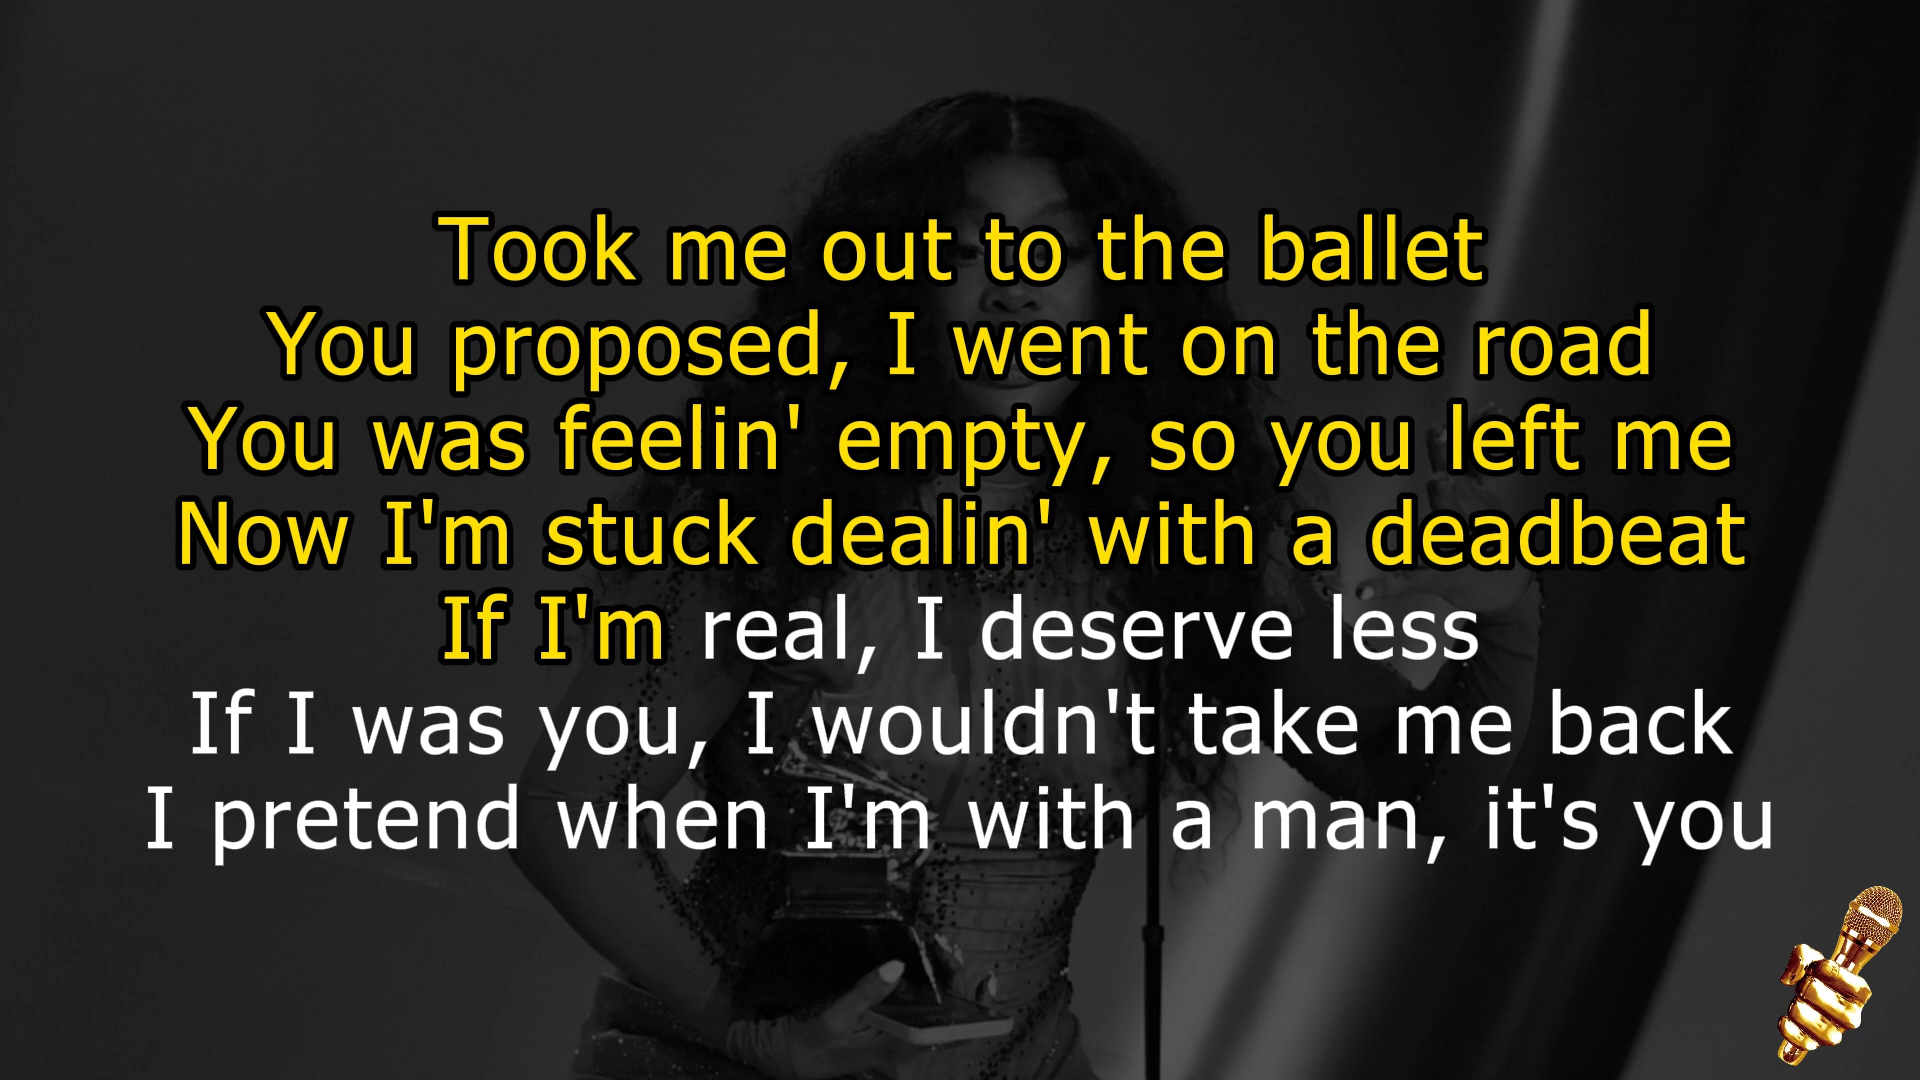 Took me out to the ballet
You proposed, I went on the road
You was feelin' empty, so you left me
Now I'm stuck dealin' with a deadbeat
If I'm real, I deserve less
If I was you, I wouldn't take me back
I pretend when I'm with a man, it's you